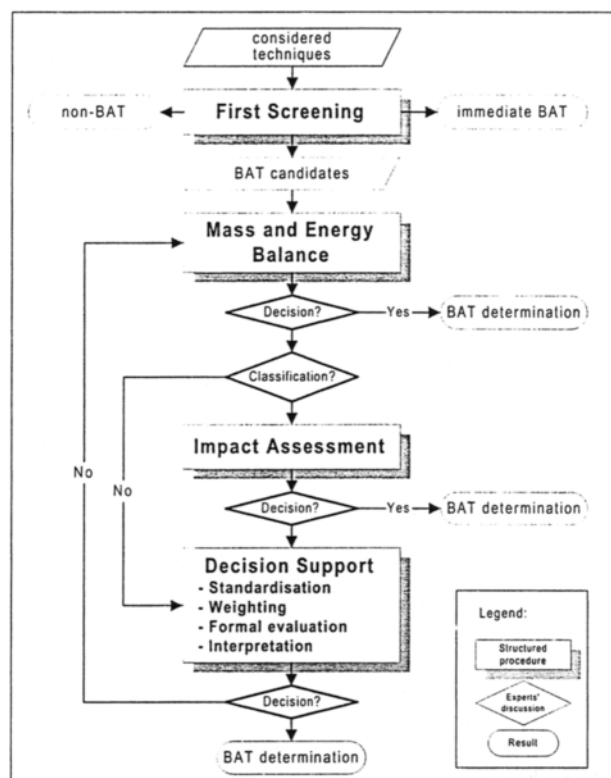 considered
techniques
non-BAT
First Screening
immediate BAT
BAT candidates
Mass and Energy
Balance
Decision?
Yes
BAT determination
Classification?
Impact Assessment
No
No
Decision?
Yes
BAT determination
Decision Support
- Standardisation
- Weighting
- Formal evaluation
- Interpretation
Decision?
BAT determination
Legend:
Structured
procedure
Experts'
discussion
Result